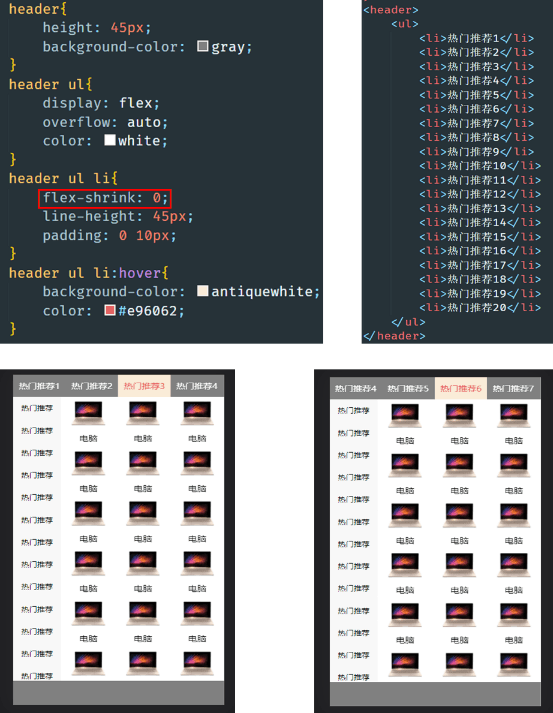 header{
height: 45px;
background-color: gray;
}
header ul{
display: flex;
overflow: auto;
color: white;
}
header ul li{
flex-shrink: 0;
line-height: 45px;
padding: 0 10px;
}
header ul li:hover{
background-color: antiquewhite;
color: #e96062;
}
<header>
<ul>
<li>热门推荐1</li>
<li>热门推荐2</li>
<li>热门推荐3</li>
<li>热门推荐4</li>
<li>热门推荐5</li>
<li>热门推荐6</li>
<li>热门推荐7</li>
<li>热门推荐8</li>
<li>热门推荐9</li>
<li>热门推荐10</li>
<li>热门推荐11</li>
<li>热门推荐12</li>
<li>热门推荐13</li>
<li>热门推荐14</li>
<li>热门推荐15</li>
<li>热门推荐16</li>
<li>热门推荐17</li>
<li>热门推荐18</li>
<li>热门推荐19</li>
<li>热门推荐20</li>
</ul>
</header>
热门推荐1 热门推荐2 热门推荐3 热门推荐4
热门推荐
热门推荐
热门推荐
热门推荐
热门推荐
热门推荐
热门推荐
热门推荐
热门推荐
热门推荐
热门推荐
热门推荐
热门推荐
电脑 电脑 电脑
电脑 电脑 电脑
电脑 电脑 电脑
电脑 电脑 电脑
电脑 电脑 电脑
热门推荐4 热门推荐5 热门推荐6 热门推荐7
热门推荐
热门推荐
热门推荐
热门推荐
热门推荐
热门推荐
热门推荐
热门推荐
热门推荐
热门推荐
热门推荐
热门推荐
热门推荐
电脑 电脑 电脑
电脑 电脑 电脑
电脑 电脑 电脑
电脑 电脑 电脑
电脑 电脑 电脑